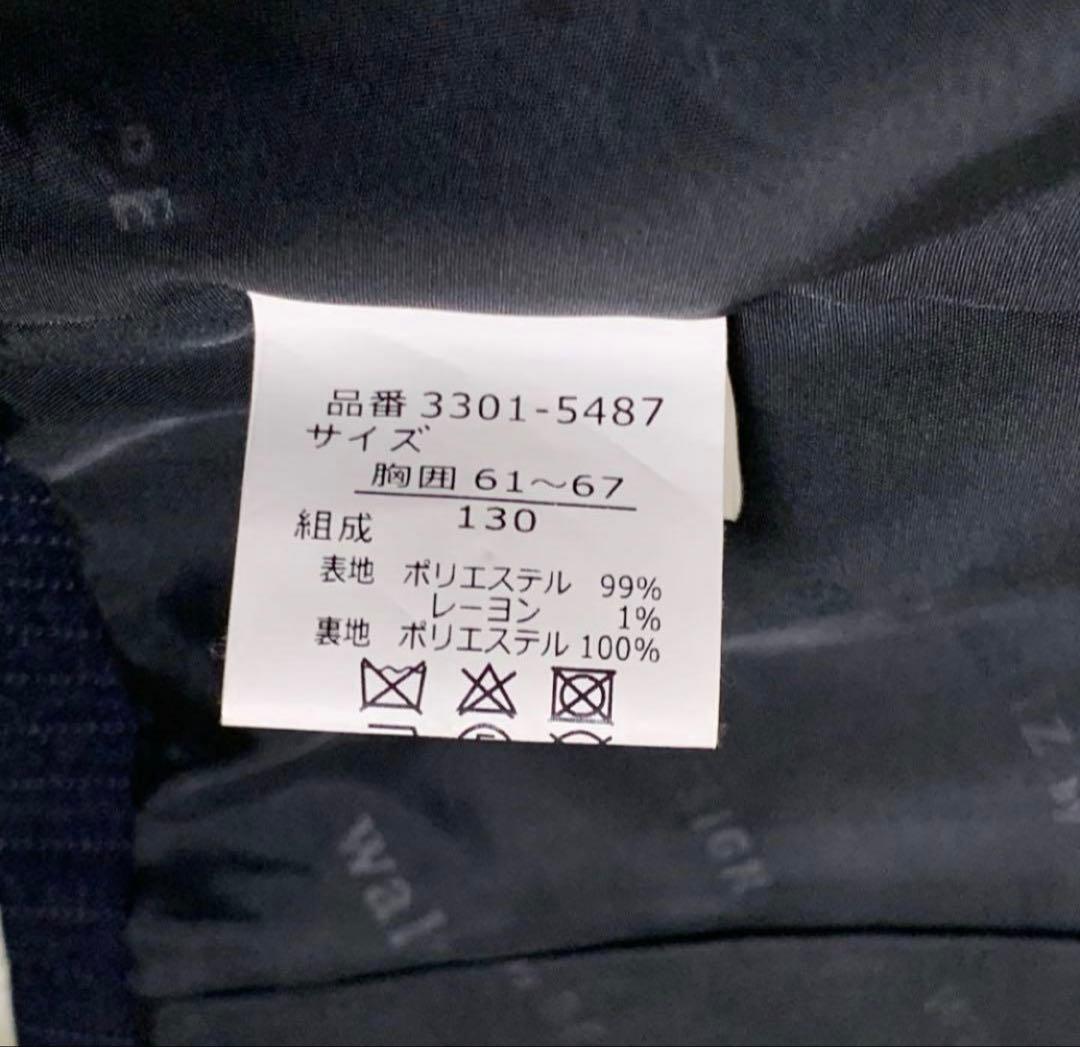 品番 3301-5487
サイズ
胸囲 61～67
130
組成
表地 ポリエステル 99%
レーヨン 1%
裏地 ポリエステル 100%